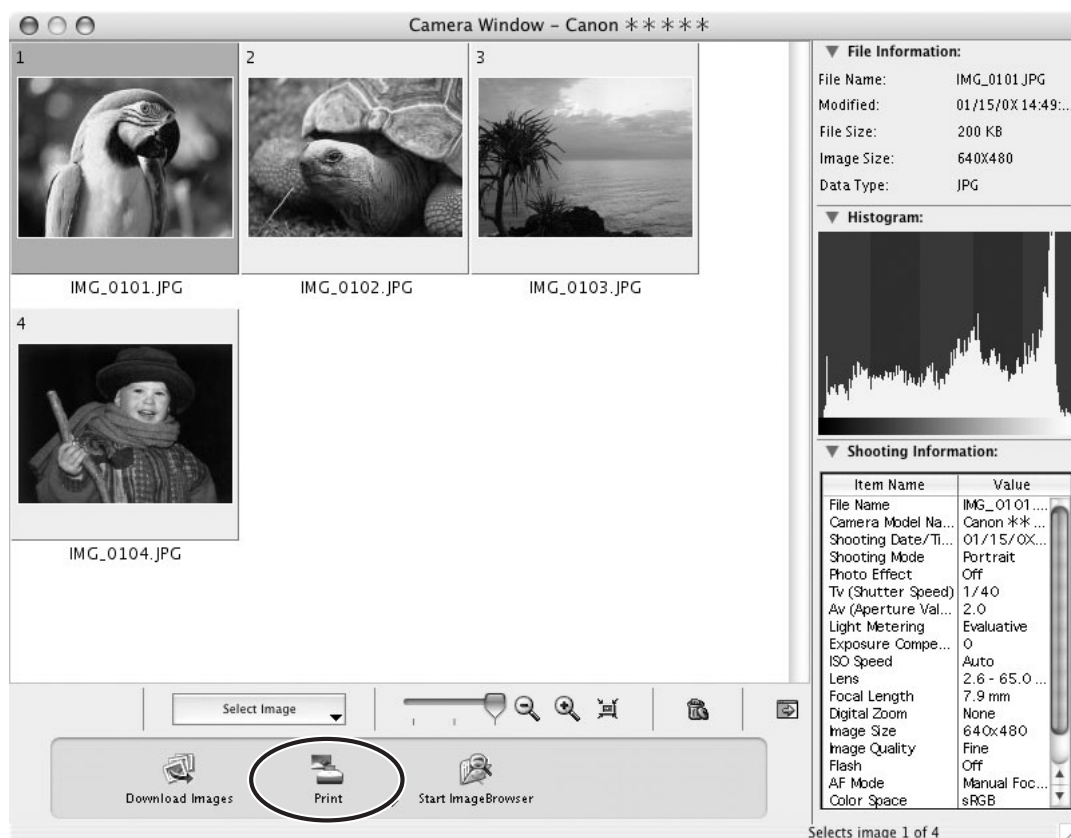 Camera Window – Canon ＊＊＊＊＊
1
2
3
IMG_0101.JPG
IMG_0102.JPG
IMG_0103.JPG
4
IMG_0104.JPG
Select Image
Download Images
Print
Start ImageBrowser
File Information:
File Name: IMG_0101.JPG
Modified: 01/15/0X 14:49:...
File Size: 200 KB
Image Size: 640X480
Data Type: JPG
Histogram:
Shooting Information:
Item Name Value
File Name IMG_0101....
Camera Model Na... Canon ＊＊ ...
Shooting Date/Ti... 01/15/0X...
Shooting Mode Portrait
Photo Effect Off
Tv (Shutter Speed) 1/40
Av (Aperture Val... 2.0
Light Metering Evaluative
Exposure Compe... 0
ISO Speed Auto
Lens 2.6 - 65.0 ...
Focal Length 7.9 mm
Digital Zoom None
Image Size 640x480
Image Quality Fine
Flash Off
AF Mode Manual Foc...
Color Space sRGB
Selects image 1 of 4